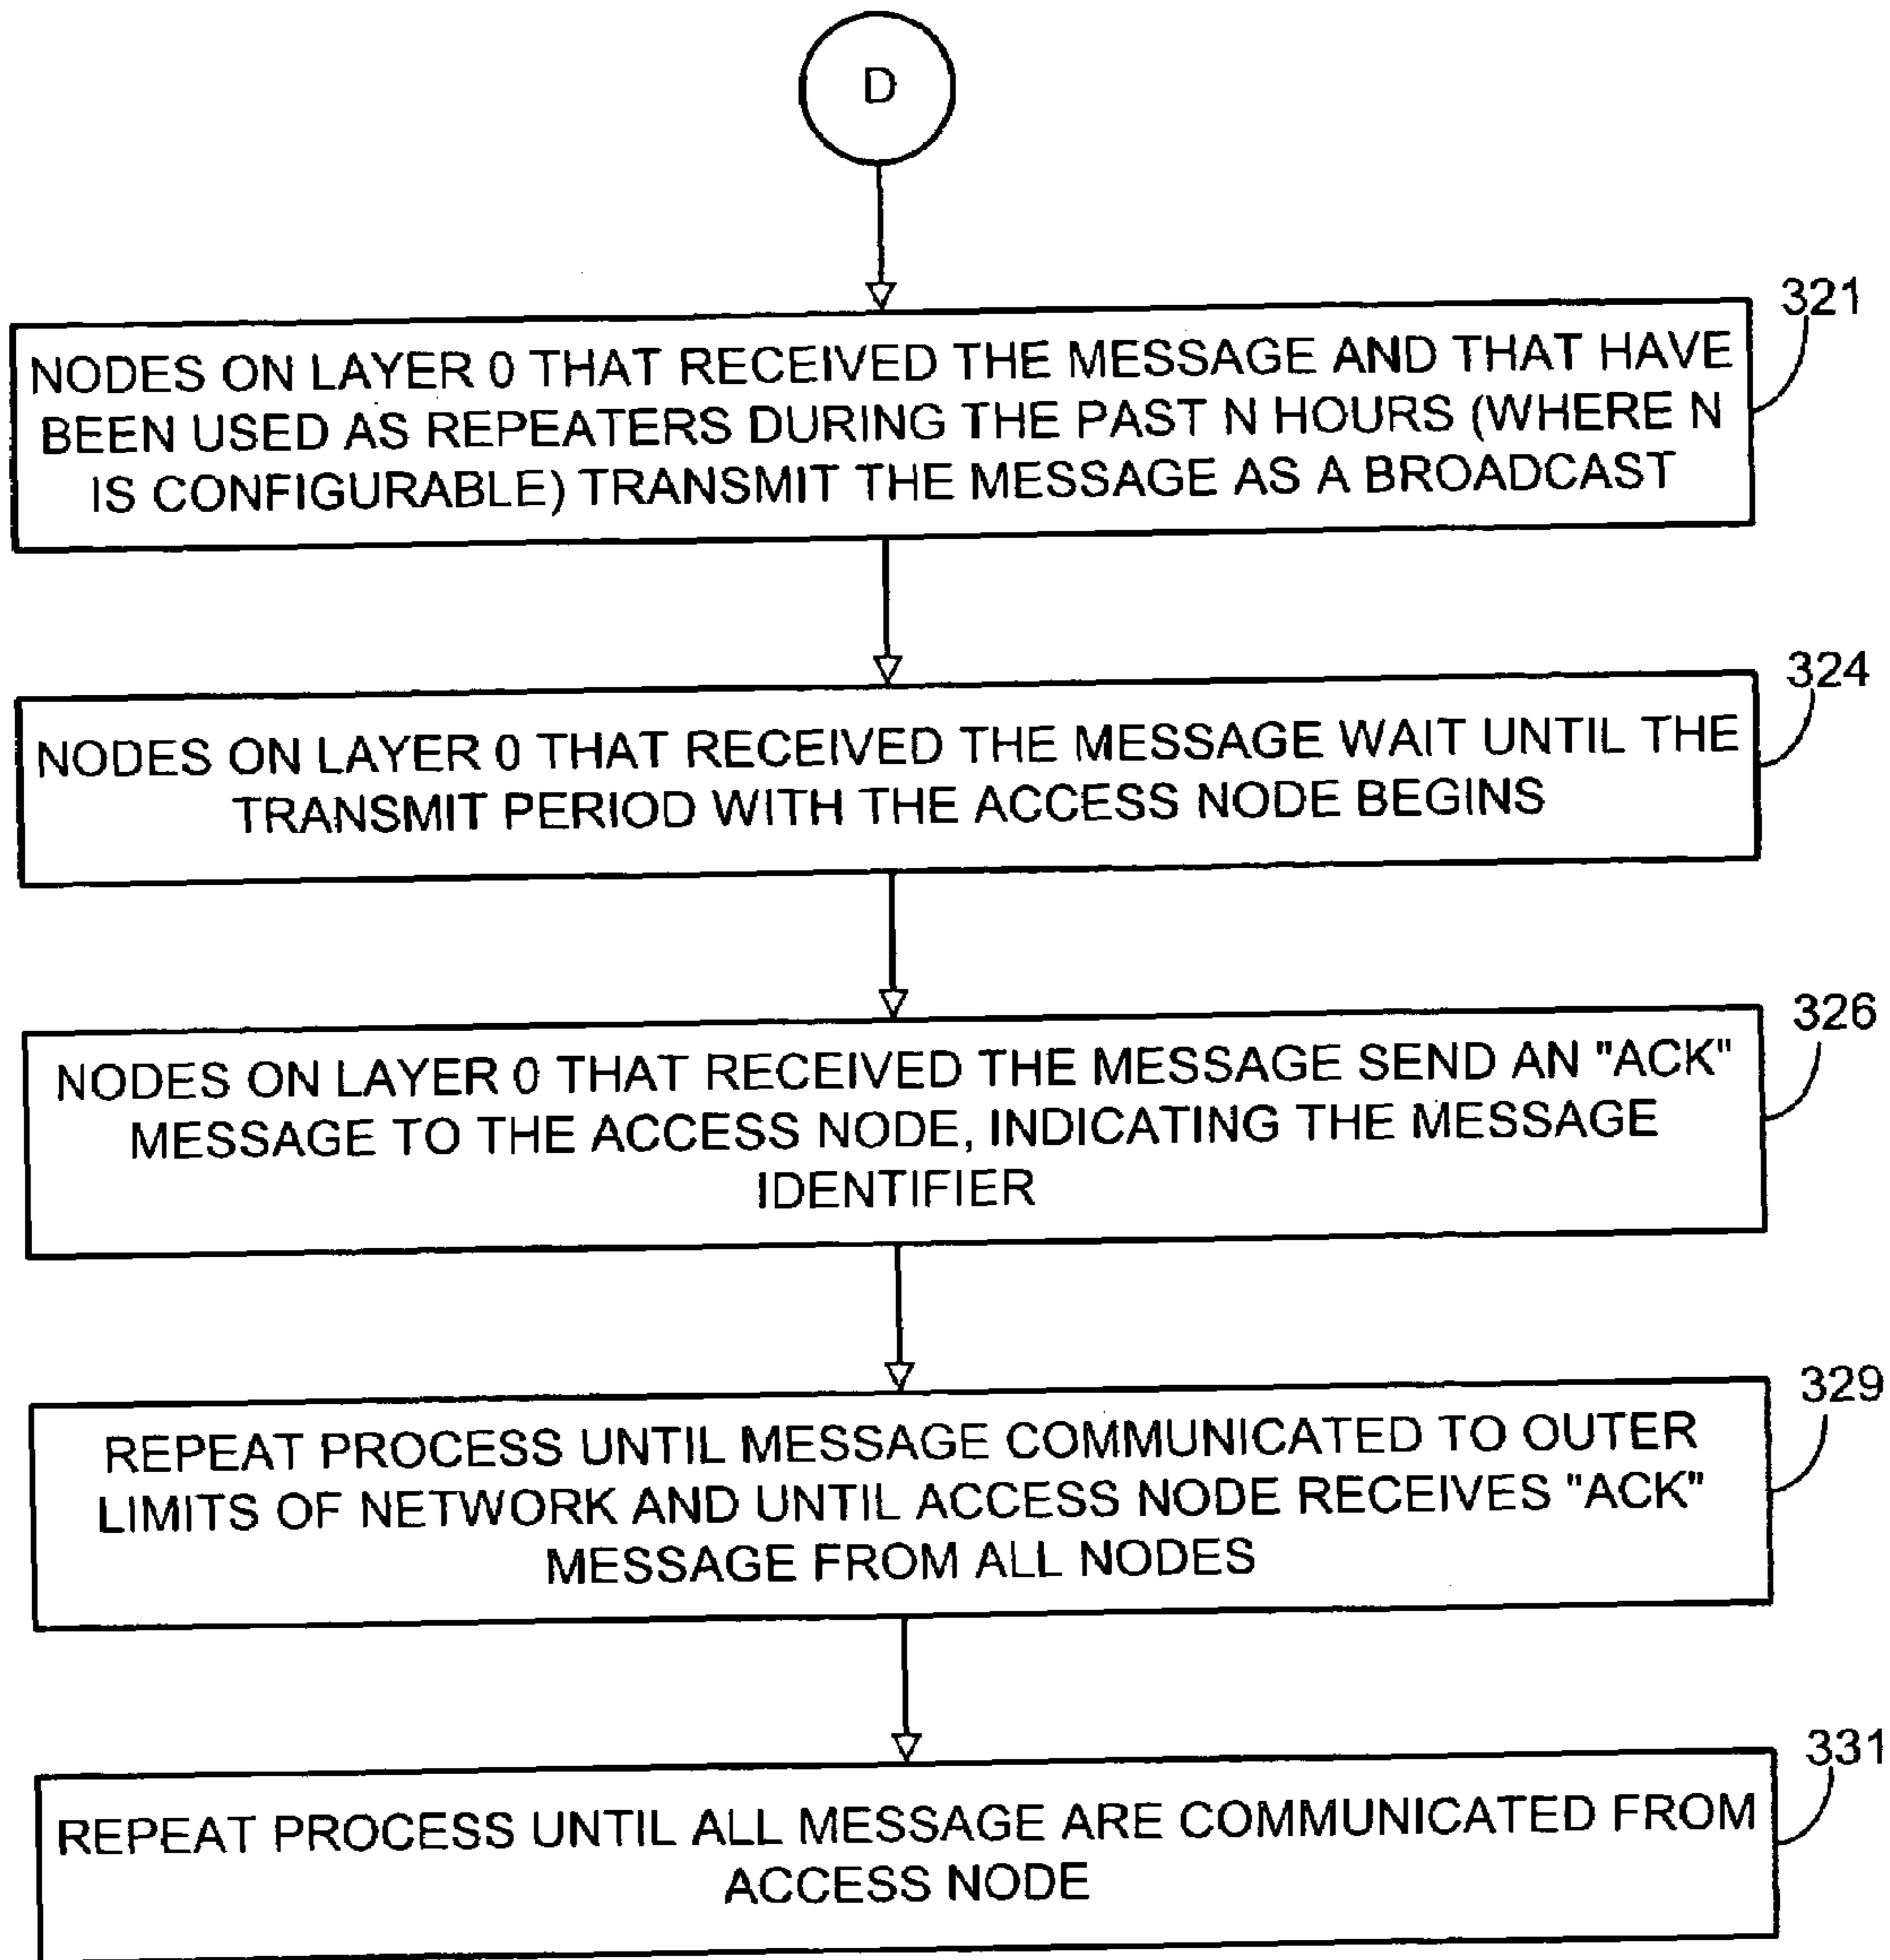 D
321
NODES ON LAYER 0 THAT RECEIVED THE MESSAGE AND THAT HAVE
BEEN USED AS REPEATERS DURING THE PAST N HOURS (WHERE N
IS CONFIGURABLE) TRANSMIT THE MESSAGE AS A BROADCAST
324
NODES ON LAYER 0 THAT RECEIVED THE MESSAGE WAIT UNTIL THE
TRANSMIT PERIOD WITH THE ACCESS NODE BEGINS
326
NODES ON LAYER 0 THAT RECEIVED THE MESSAGE SEND AN "ACK"
MESSAGE TO THE ACCESS NODE, INDICATING THE MESSAGE
IDENTIFIER
329
REPEAT PROCESS UNTIL MESSAGE COMMUNICATED TO OUTER
LIMITS OF NETWORK AND UNTIL ACCESS NODE RECEIVES "ACK"
MESSAGE FROM ALL NODES
331
REPEAT PROCESS UNTIL ALL MESSAGE ARE COMMUNICATED FROM
ACCESS NODE